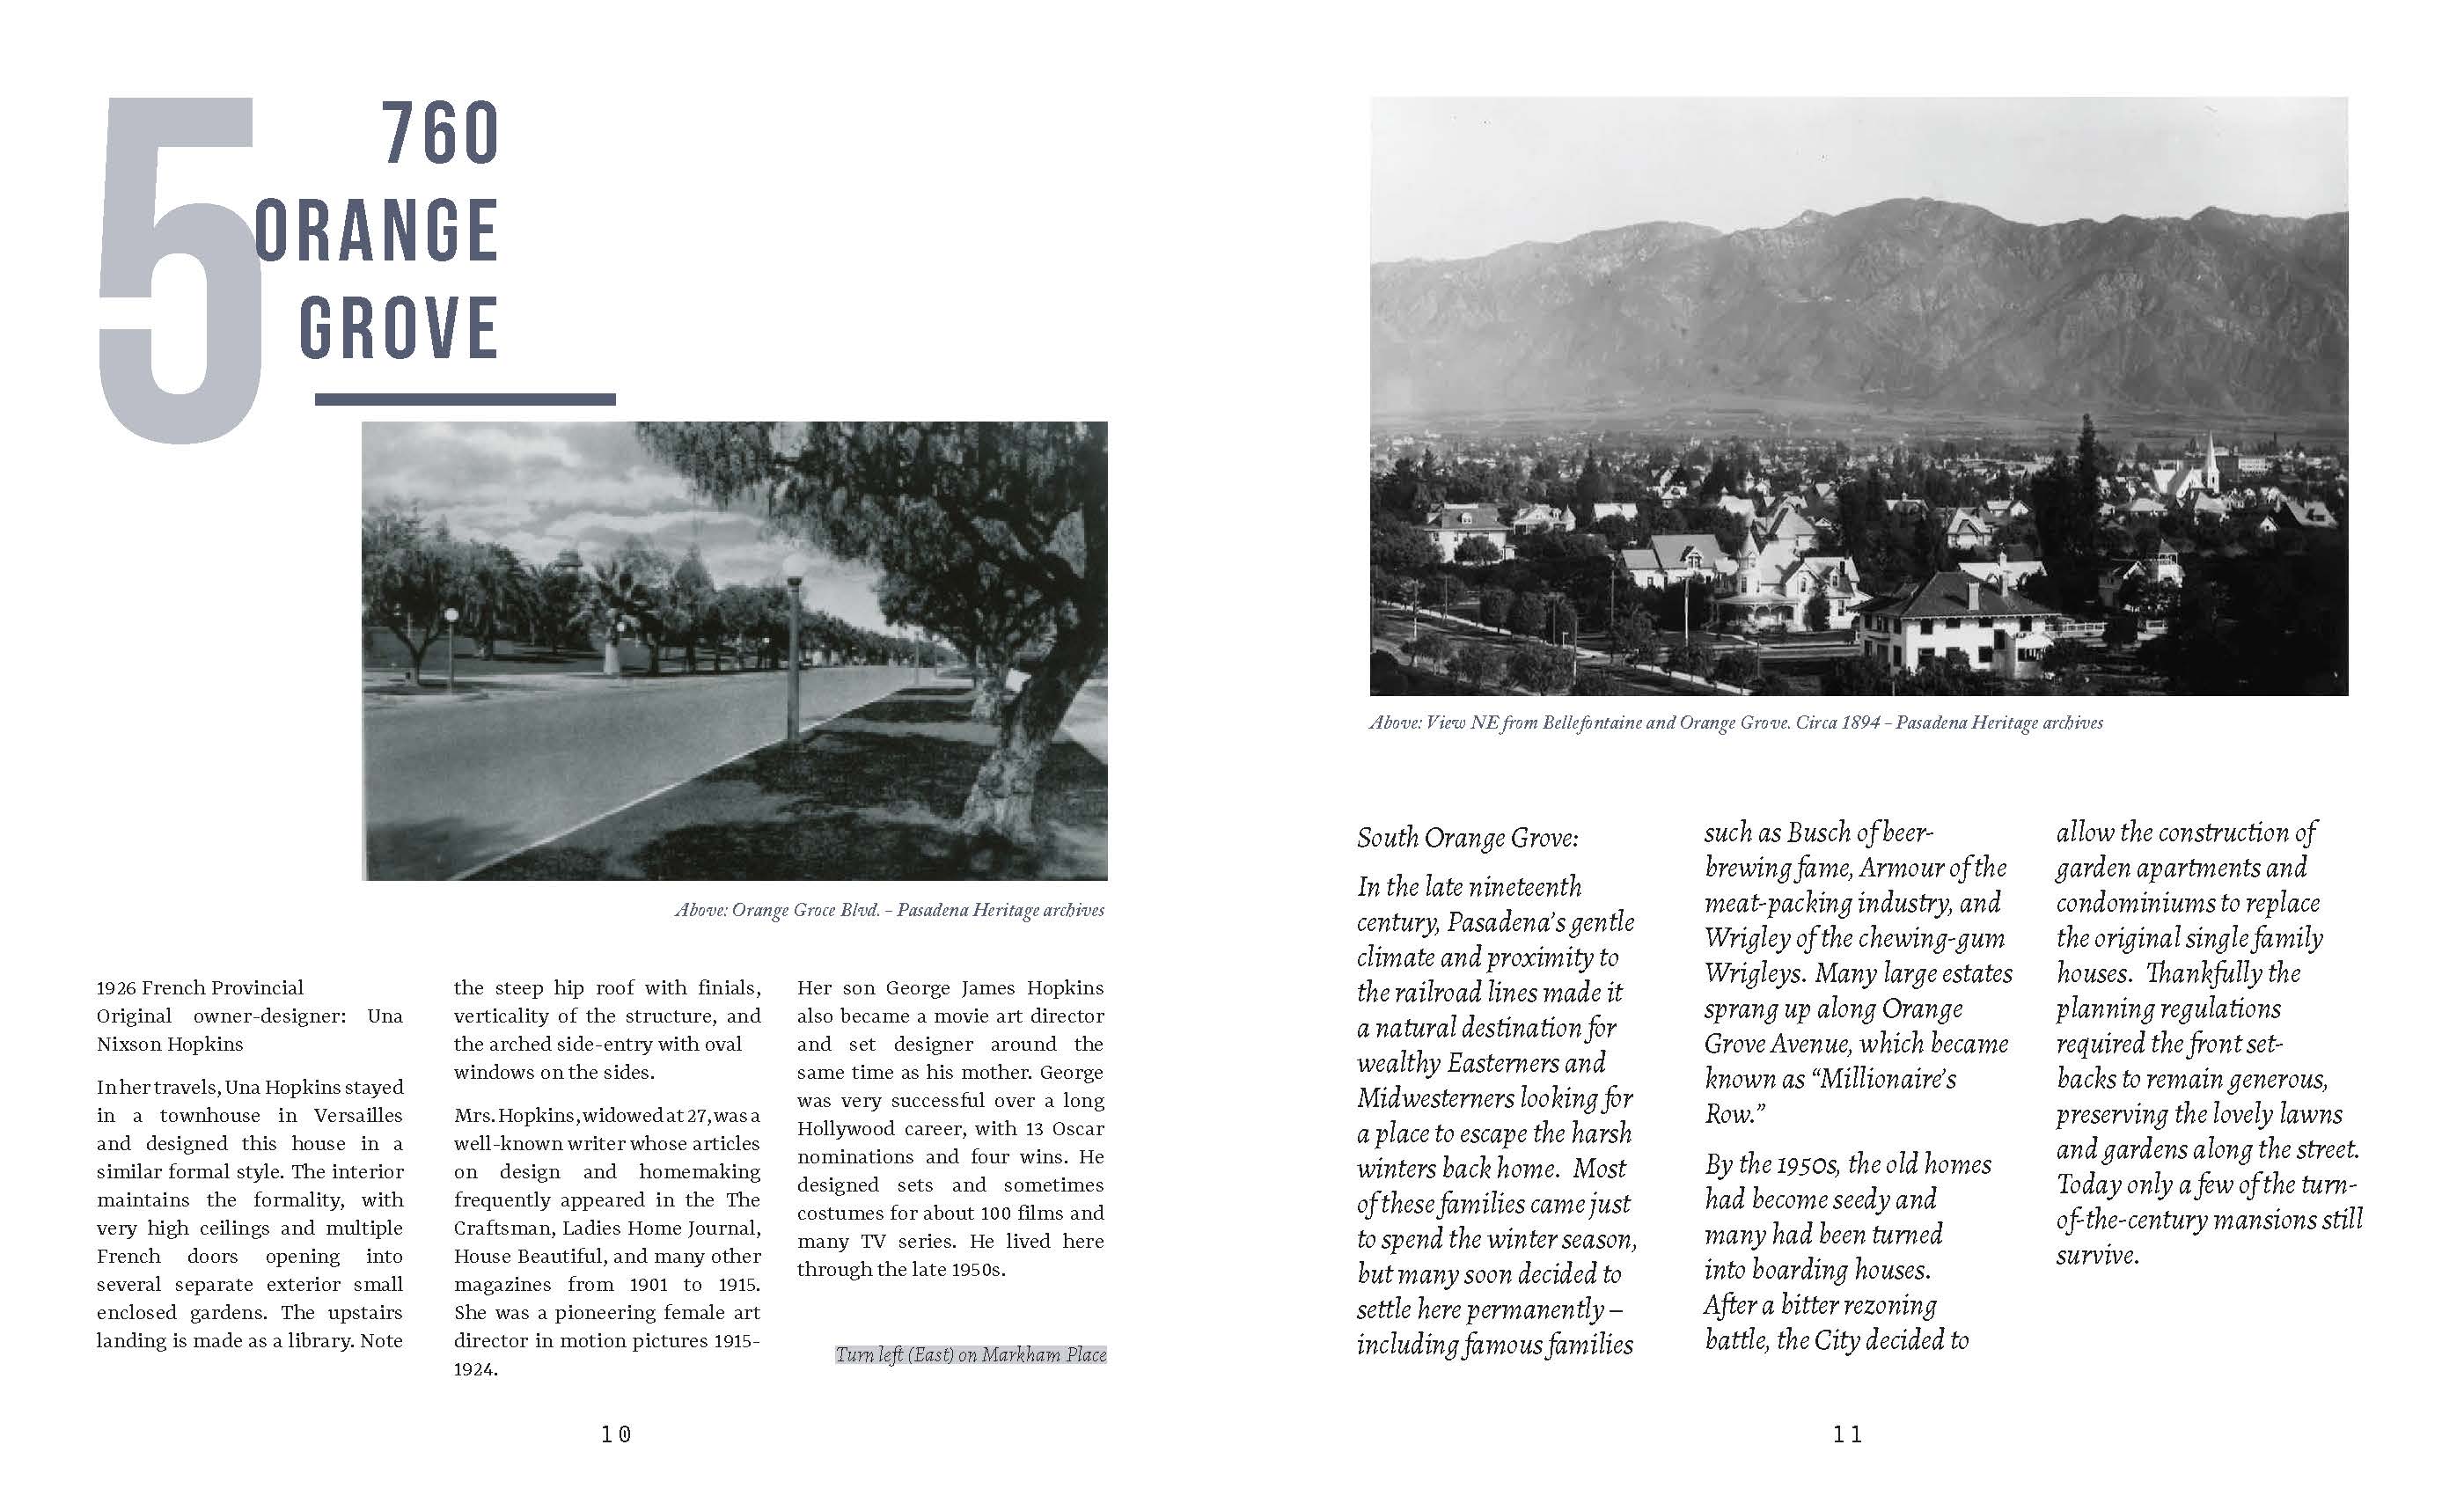 5
760
ORANGE
GROVE
Above: Orange Groce Blvd. – Pasadena Heritage archives
1926 French Provincial
Original owner-designer: Una
Nixson Hopkins
In her travels, Una Hopkins stayed
in a townhouse in Versailles
and designed this house in a
similar formal style. The interior
maintains the formality, with
very high ceilings and multiple
French doors opening into
several separate exterior small
enclosed gardens. The upstairs
landing is made as a library. Note
the steep hip roof with finials,
verticality of the structure, and
the arched side-entry with oval
windows on the sides.
Mrs. Hopkins, widowed at 27, was a
well-known writer whose articles
on design and homemaking
frequently appeared in the The
Craftsman, Ladies Home Journal,
House Beautiful, and many other
magazines from 1901 to 1915.
She was a pioneering female art
director in motion pictures 1915-
1924.
Her son George James Hopkins
also became a movie art director
and set designer around the
same time as his mother. George
was very successful over a long
Hollywood career, with 13 Oscar
nominations and four wins. He
designed sets and sometimes
costumes for about 100 films and
many TV series. He lived here
through the late 1950s.
Turn left (East) on Markham Place
10
Above: View NE from Bellefontaine and Orange Grove. Circa 1894 – Pasadena Heritage archives
South Orange Grove:
In the late nineteenth
century, Pasadena's gentle
climate and proximity to
the railroad lines made it
a natural destination for
wealthy Easterners and
Midwesterners looking for
a place to escape the harsh
winters back home.  Most
of these families came just
to spend the winter season,
but many soon decided to
settle here permanently –
including famous families
such as Busch of beer-
brewing fame, Armour of the
meat-packing industry, and
Wrigley of the chewing-gum
Wrigleys.  Many large estates
sprang up along Orange
Grove Avenue, which became
known as “Millionaire’s
Row.”
By the 1950s, the old homes
had become seedy and
many had been turned
into boarding houses.
After a bitter rezoning
battle, the City decided to
allow the construction of
garden apartments and
condominiums to replace
the original single family
houses.  Thankfully the
planning regulations
required the front set-
backs to remain generous,
preserving the lovely lawns
and gardens along the street.
Today only a few of the turn-
of-the-century mansions still
survive.
11